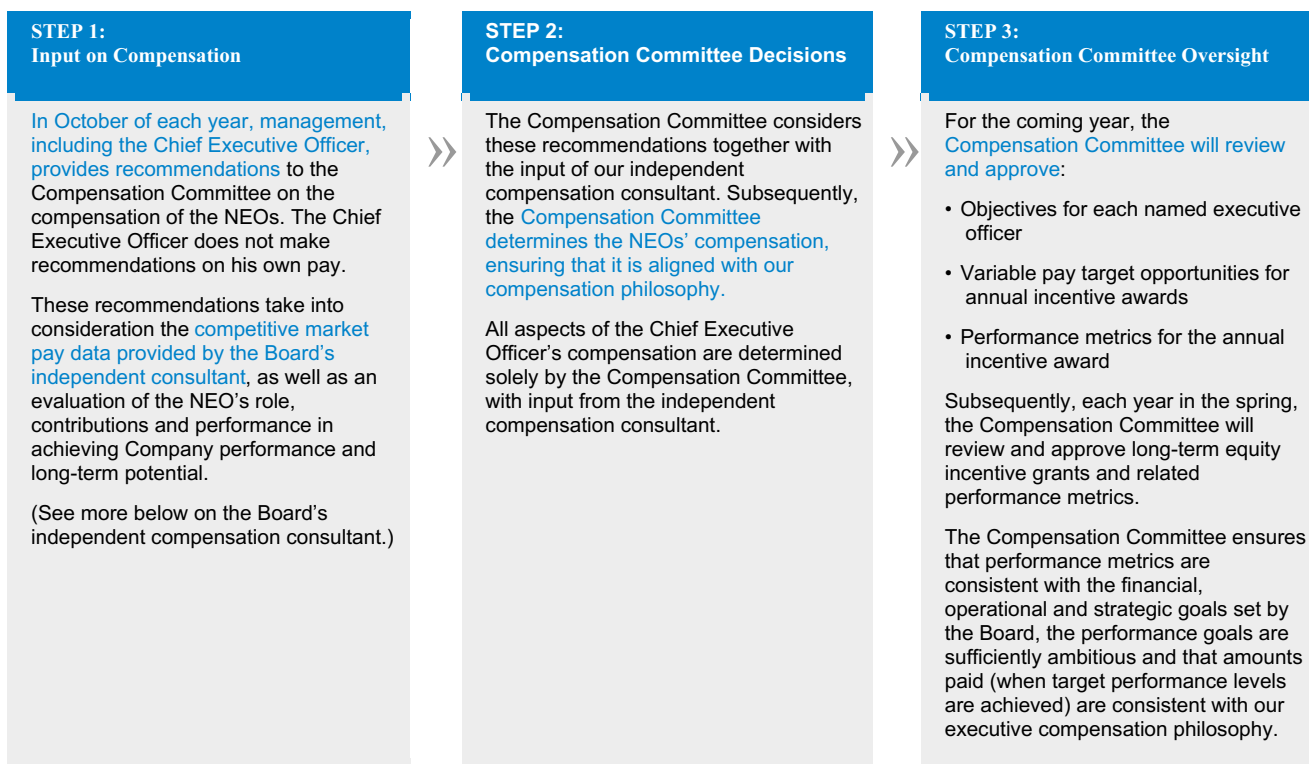 STEP 1:
Input on Compensation
In October of each year, management,
including the Chief Executive Officer,
provides recommendations to the
Compensation Committee on the
compensation of the NEOs. The Chief
Executive Officer does not make
recommendations on his own pay.
These recommendations take into
consideration the competitive market
pay data provided by the Board's
independent consultant, as well as an
evaluation of the NEO's role,
contributions and performance in
achieving Company performance and
long-term potential.
(See more below on the Board's
independent compensation consultant.)
»
STEP 2:
Compensation Committee Decisions
The Compensation Committee considers
these recommendations together with
the input of our independent
compensation consultant. Subsequently,
the Compensation Committee
determines the NEOs' compensation,
ensuring that it is aligned with our
compensation philosophy.
All aspects of the Chief Executive
Officer's compensation are determined
solely by the Compensation Committee,
with input from the independent
compensation consultant.
»
STEP 3:
Compensation Committee Oversight
For the coming year, the
Compensation Committee will review
and approve:
• Objectives for each named executive
officer
• Variable pay target opportunities for
annual incentive awards
• Performance metrics for the annual
incentive award
Subsequently, each year in the spring,
the Compensation Committee will
review and approve long-term equity
incentive grants and related
performance metrics.
The Compensation Committee ensures
that performance metrics are
consistent with the financial,
operational and strategic goals set by
the Board, the performance goals are
sufficiently ambitious and that amounts
paid (when target performance levels
are achieved) are consistent with our
executive compensation philosophy.